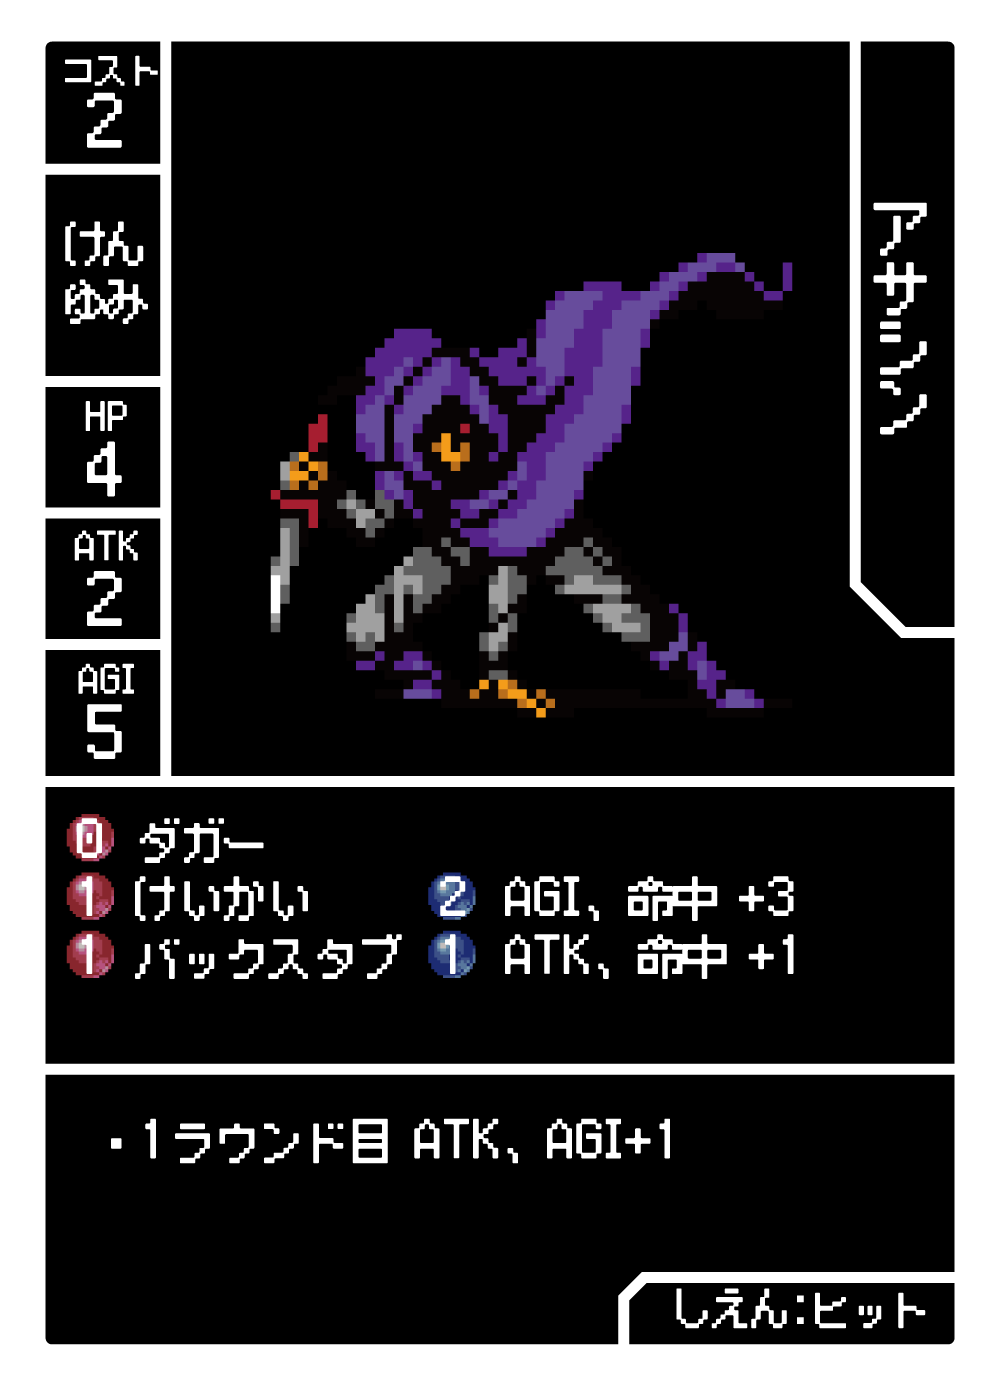 コスト
2
けん
ゆみ
HP
4
ATK
2
AGI
5
アサシン
0 ダガー
1 けいかい 2 AGI、命中 +3
1 バックスタブ 1 ATK、命中 +1
・1ラウンド目 ATK、AGI+1
しえん:ヒット